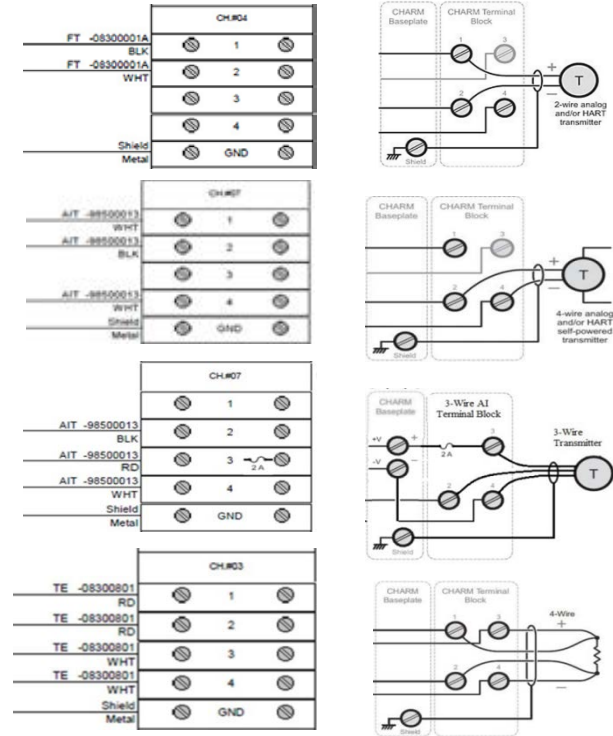 CH.#04
FT -08300001A
BLK
1
FT -08300001A
WHT
2
3
4
Shield
Metal
GND
CHARM
Baseplate
CHARM Terminal
Block
1
3
+
T
2
4
–
2-wire analog
and/or HART
transmitter
Shield
CH.#07
AIT -98500013
WHT
1
AIT -98500013
BLK
2
3
AIT -98500013
WHT
4
Shield
Metal
GND
CHARM
Baseplate
CHARM Terminal
Block
1
3
+
T
2
4
–
4-wire analog
and/or HART
self-powered
transmitter
Shield
CH.#07
1
AIT -98500013
BLK
2
AIT -98500013
RD
3
2 A
AIT -98500013
WHT
4
Shield
Metal
GND
CHARM
Baseplate
3-Wire AI
Terminal Block
3-Wire
Transmitter
+V
+
2 A
3
-V
–
T
2
4
Shield
CH.#03
TE -08300801
RD
1
TE -08300801
RD
2
TE -08300801
WHT
3
TE -08300801
WHT
4
Shield
Metal
GND
CHARM
Baseplate
CHARM Terminal
Block
1
3
4-Wire
+
2
4
–
Shield